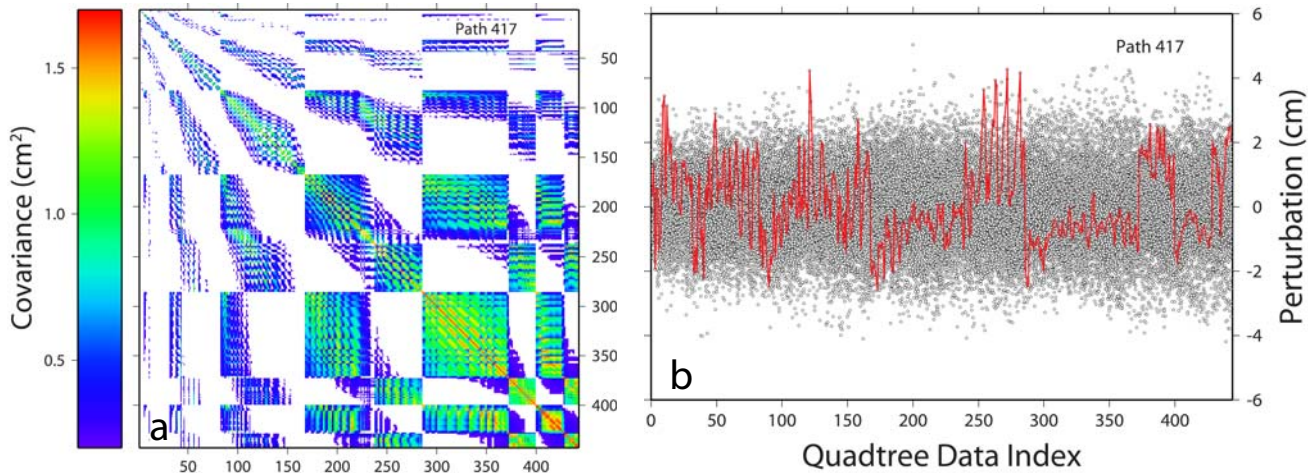 Covariance (cm²)
1.5
1.0
0.5
Path 417
50
100
150
200
250
300
350
400
a
50 100 150 200 250 300 350 400
Path 417
6
4
2
0
-2
-4
-6
Perturbation (cm)
b
0 50 100 150 200 250 300 350 400
Quadtree Data Index